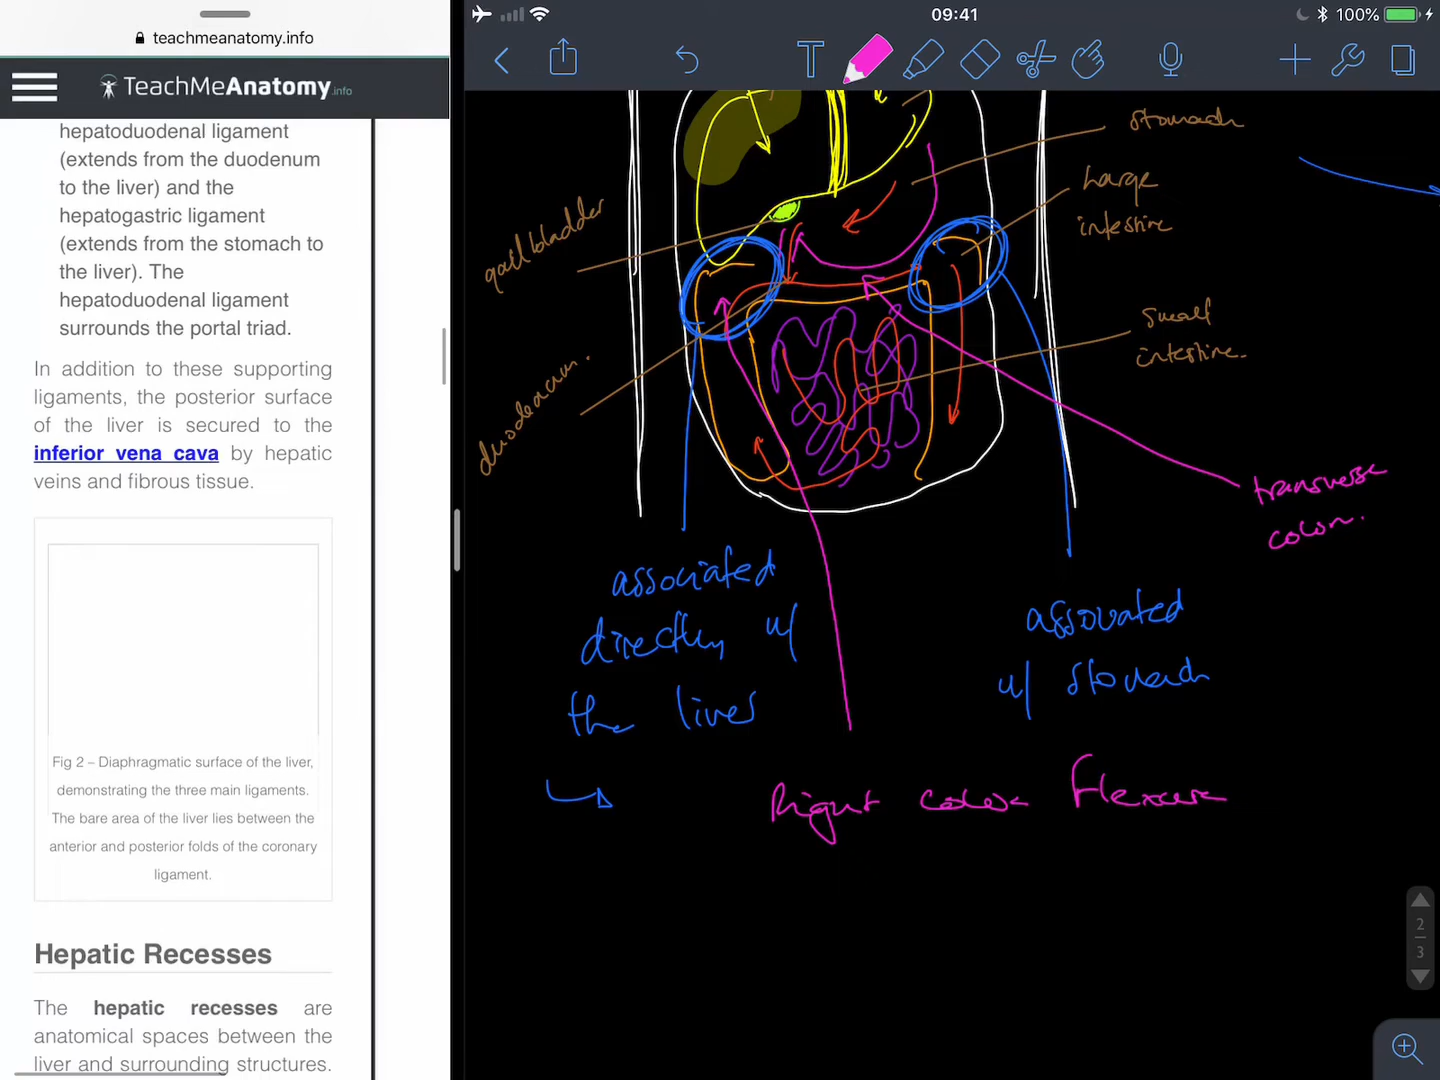 teachmeanatomy.info
TeachMeAnatomy.info
hepatoduodenal ligament
(extends from the duodenum
to the liver) and the
hepatogastric ligament
(extends from the stomach to
the liver). The
hepatoduodenal ligament
surrounds the portal triad.
In addition to these supporting
ligaments, the posterior surface
of the liver is secured to the
inferior vena cava by hepatic
veins and fibrous tissue.
Fig 2 – Diaphragmatic surface of the liver,
demonstrating the three main ligaments.
The bare area of the liver lies between the
anterior and posterior folds of the coronary
ligament.
Hepatic Recesses
The hepatic recesses are
anatomical spaces between the
liver and surrounding structures.
09:41
100%
T
stomach
Large
intestine
gallbladder
small
intestine.
duodenum.
transverse
colon.
associated
directly w/
the liver
associated
w/ stomach
Right colic flexure
2
3